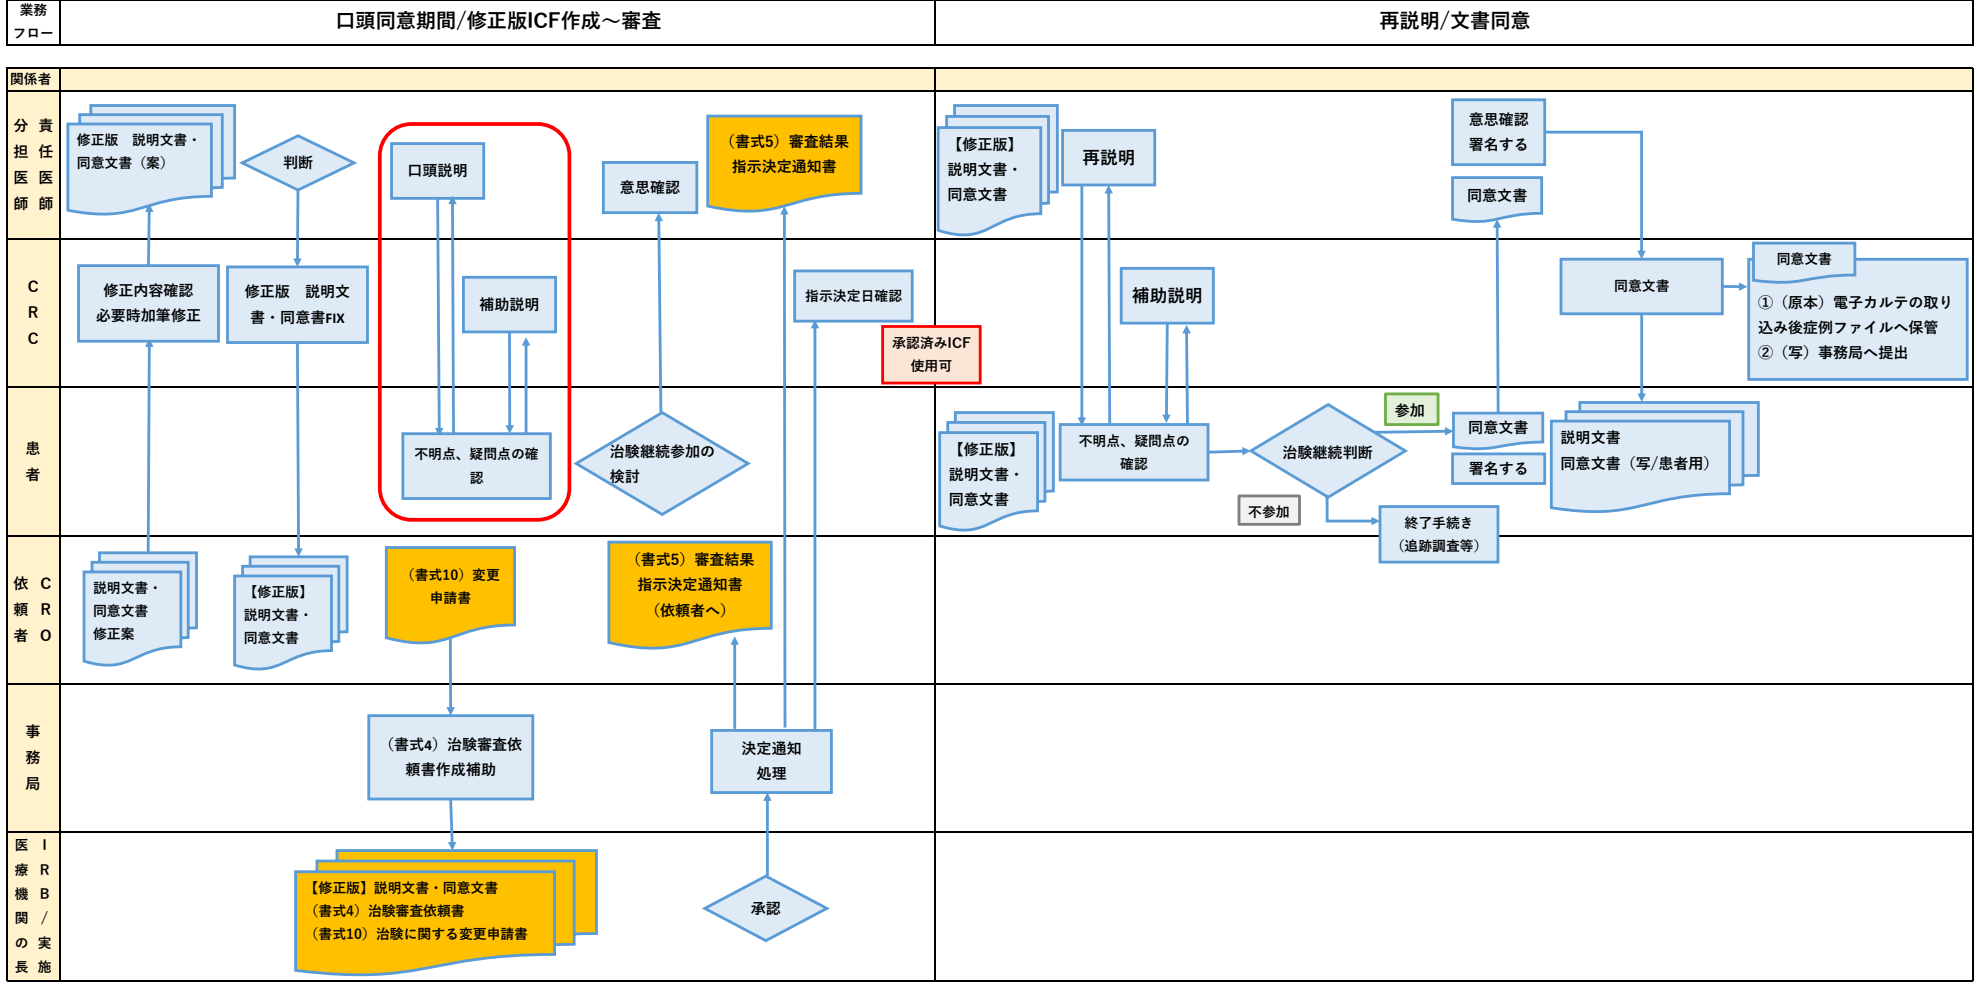 業務
フロー
口頭同意期間/修正版ICF作成～審査
再説明/文書同意
関係者
責任医師
分担医師
修正版　説明文書・
同意文書（案）
判断
口頭説明
意思確認
（書式5）審査結果
指示決定通知書
【修正版】
説明文書・
同意文書
再説明
意思確認
署名する
同意文書
CRC
修正内容確認
必要時加筆修正
修正版　説明文
書・同意書FIX
補助説明
指示決定日確認
承認済みICF
使用可
補助説明
同意文書
同意文書
①（原本）電子カルテの取り
込み後症例ファイルへ保管
②（写）事務局へ提出
患者
不明点、疑問点の確
認
治験継続参加の
検討
【修正版】
説明文書・
同意文書
不明点、疑問点の
確認
治験継続判断
参加
不参加
同意文書
署名する
説明文書
同意文書（写/患者用）
終了手続き
（追跡調査等）
CRO
依頼者
説明文書・
同意文書
修正案
【修正版】
説明文書・
同意文書
（書式10）変更
申請書
（書式5）審査結果
指示決定通知書
（依頼者へ）
事務局
（書式4）治験審査依
頼書作成補助
決定通知
処理
IRB/実施
医療機関の長
【修正版】説明文書・同意文書
（書式4）治験審査依頼書
（書式10）治験に関する変更申請書
承認